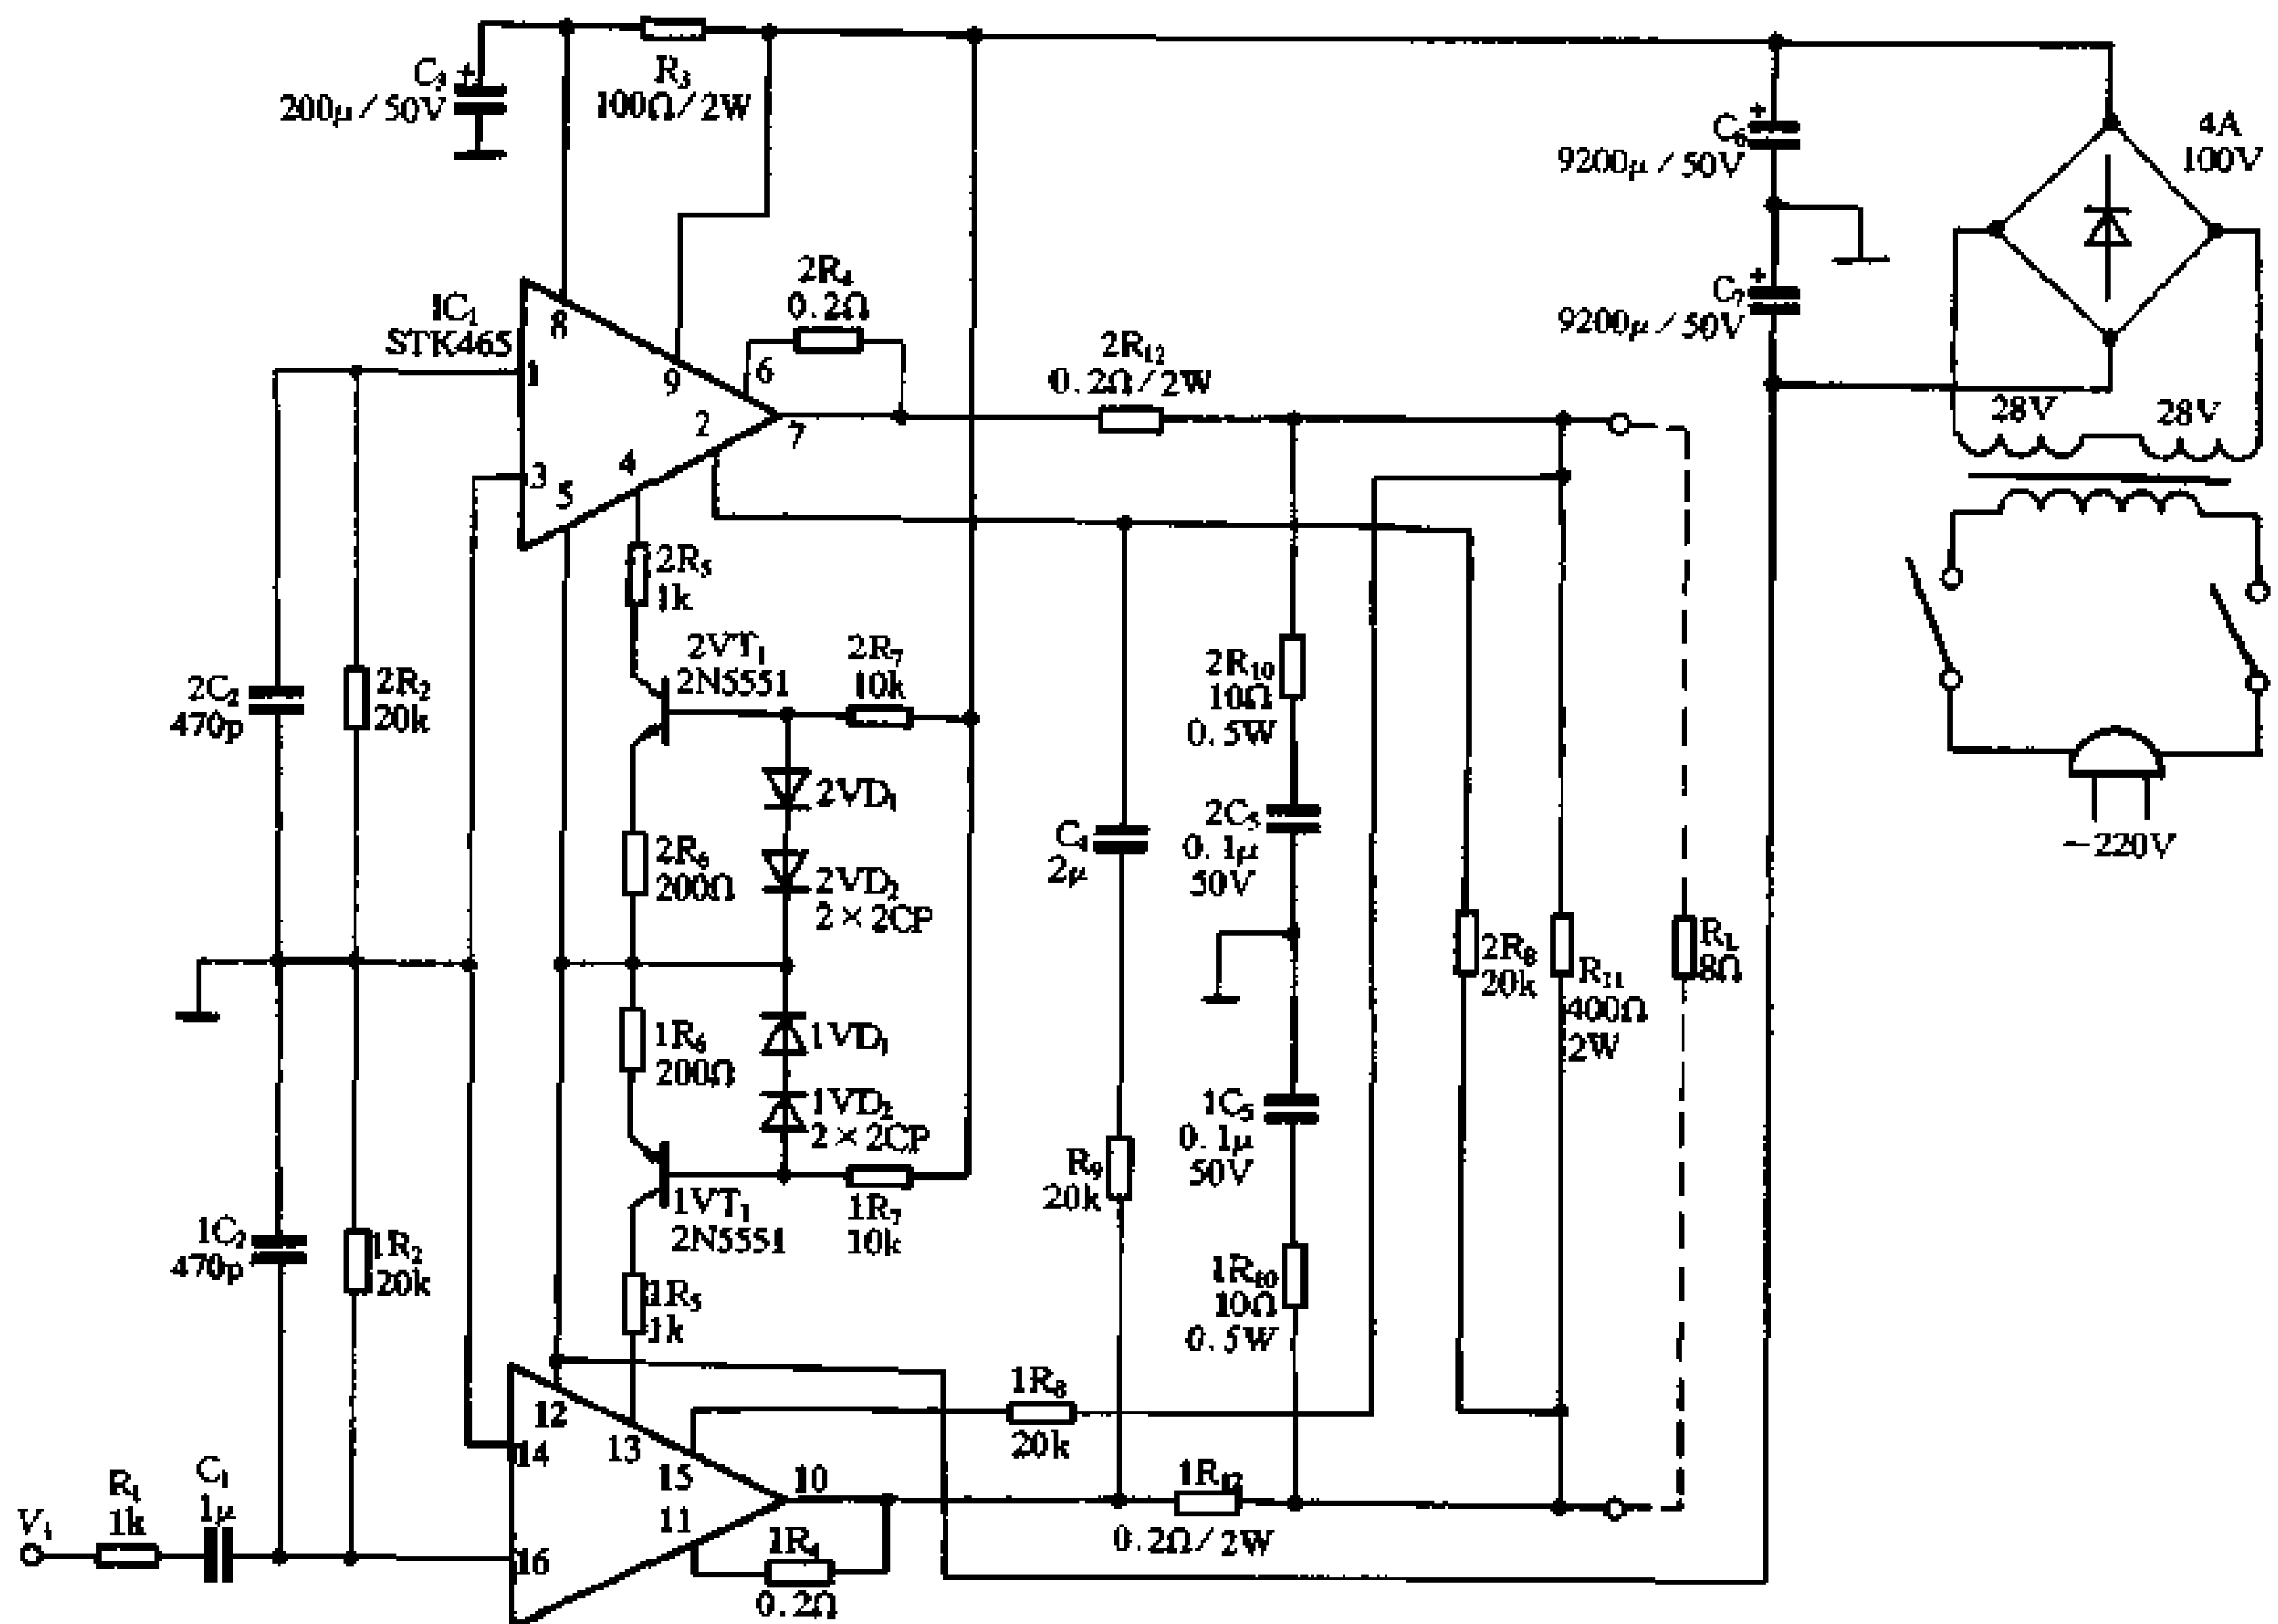 C₃
200μ/50V
R₃
100Ω/2W
C₆
9200μ/50V
4A
100V
C₇
9200μ/50V
28V
28V
~220V
IC₁
STK465
8
9
6
2
7
1
3
4
5
2R₄
0.2Ω
2R₁₂
0.2Ω/2W
2R₅
1k
2VT₁
2N5551
2R₇
10k
2C₂
470p
2R₂
20k
2VD₁
2VD₂
2×2CP
2R₆
200Ω
C₄
2μ
2R₁₀
10Ω
0.5W
2C₅
0.1μ
50V
2R₈
20k
R₁₁
400Ω
2W
R_L
8Ω
1R₆
200Ω
1VD₁
1VD₂
2×2CP
1VT₁
2N5551
1R₇
10k
R₉
20k
1C₅
0.1μ
50V
1R₁₀
10Ω
0.5W
1C₂
470p
1R₂
20k
1R₅
1k
1R₈
20k
12
13
14
15
10
11
16
1R₁₂
0.2Ω/2W
1R₄
0.2Ω
V₁
R₁
1k
C₁
1μ